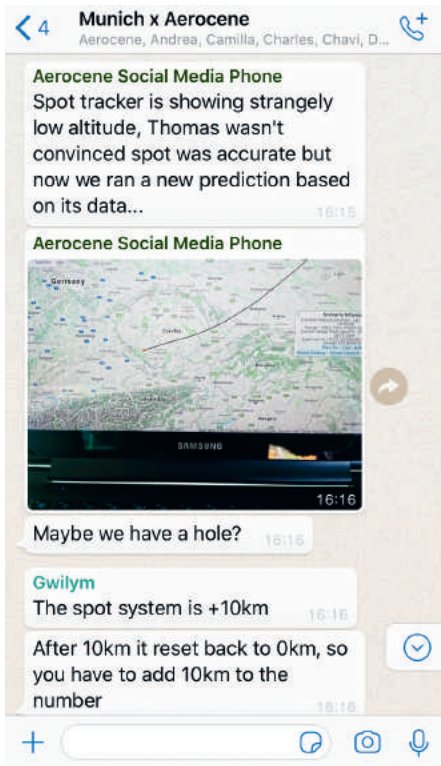 4
Munich x Aerocene
Aerocene, Andrea, Camilla, Charles, Chavi, D...
Aerocene Social Media Phone
Spot tracker is showing strangely
low altitude, Thomas wasn't
convinced spot was accurate but
now we ran a new prediction based
on its data...
16:15
Aerocene Social Media Phone
Germany
SAMSUNG
16:16
Maybe we have a hole?
16:16
Gwilym
The spot system is +10km
16:16
After 10km it reset back to 0km, so
you have to add 10km to the
number
16:16